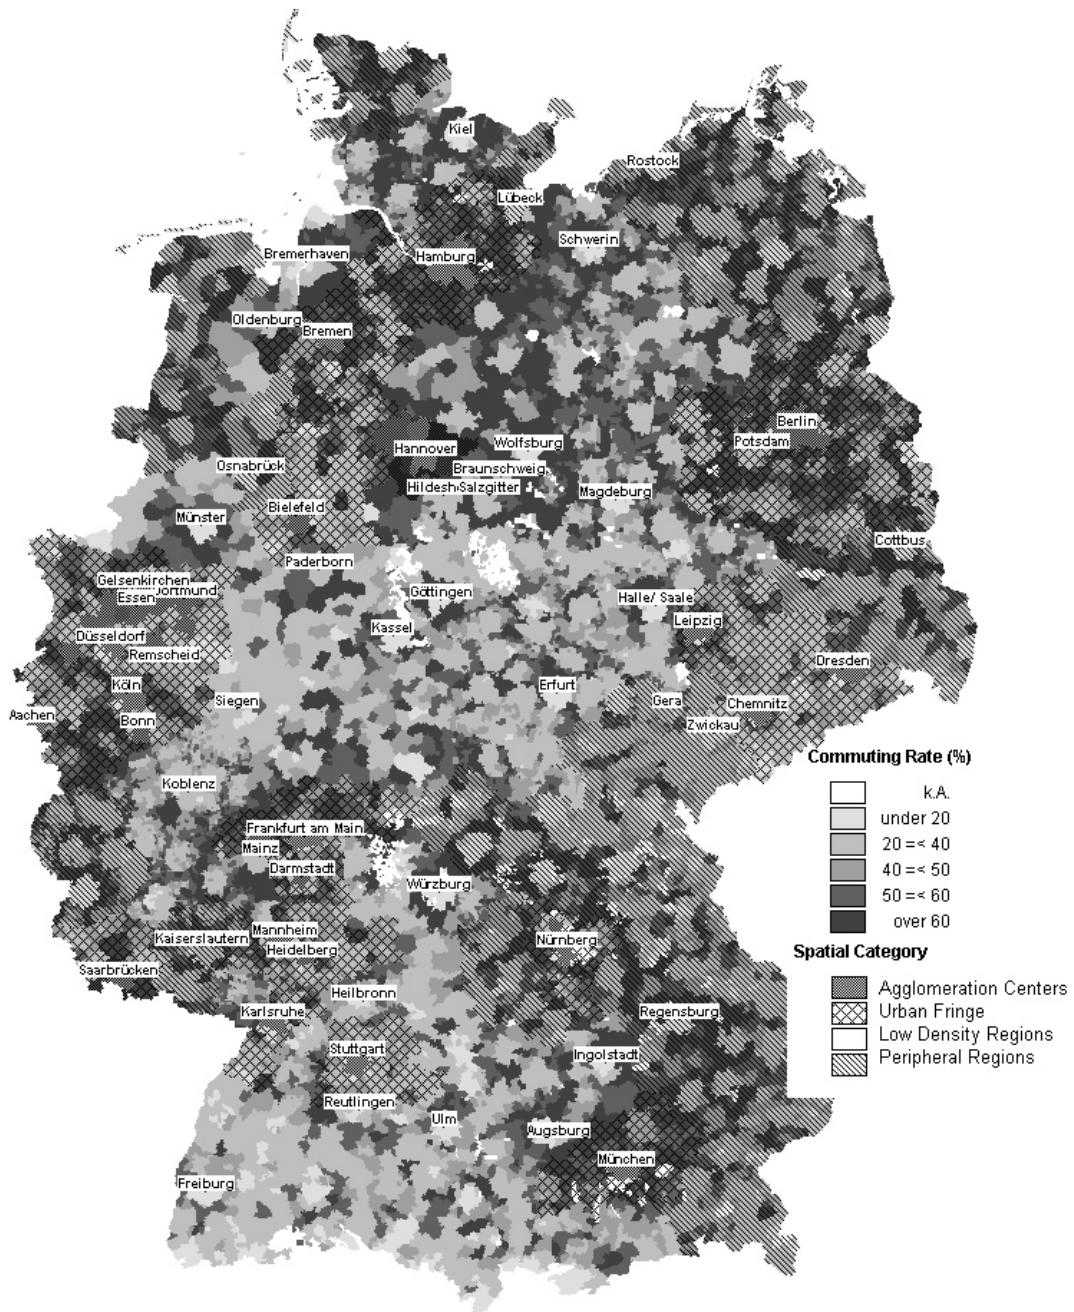 Kiel
Rostock
Lübeck
Schwerin
Bremerhaven
Hamburg
Oldenburg
Bremen
Berlin
Potsdam
Hannover
Wolfsburg
Braunschweig
Osnabrück
Hildesh
Salzgitter
Magdeburg
Bielefeld
Münster
Cottbus
Paderborn
Gelsenkirchen
Essen
Dortmund
Göttingen
Halle/ Saale
Leipzig
Kassel
Düsseldorf
Remscheid
Dresden
Köln
Erfurt
Siegen
Gera
Chemnitz
Aachen
Bonn
Zwickau
Koblenz
Commuting Rate (%)
k.A.
under 20
20 =< 40
40 =< 50
50 =< 60
over 60
Frankfurt am Main
Mainz
Darmstadt
Würzburg
Mannheim
Kaiserslautern
Heidelberg
Nürnberg
Saarbrücken
Spatial Category
Agglomeration Centers
Urban Fringe
Low Density Regions
Peripheral Regions
Heilbronn
Karlsruhe
Regensburg
Stuttgart
Ingolstadt
Reutlingen
Ulm
Augsburg
München
Freiburg